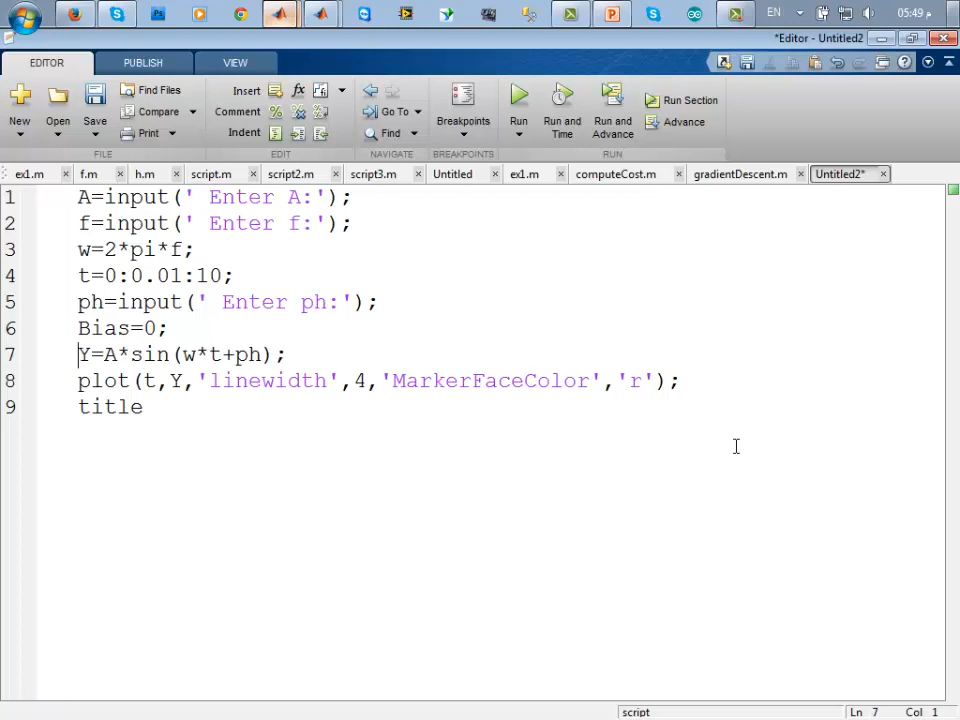 EN
05:49 م
*Editor - Untitled2
EDITOR
PUBLISH
VIEW
New
Open
Save
Find Files
Compare
Print
FILE
Insert
fx
Comment
%
Indent
EDIT
Go To
Find
NAVIGATE
Breakpoints
BREAKPOINTS
Run
Run and
Time
Run and
Advance
Run Section
Advance
RUN
ex1.m
f.m
h.m
script.m
script2.m
script3.m
Untitled
ex1.m
computeCost.m
gradientDescent.m
Untitled2*
1 A=input(' Enter A:');
2 f=input(' Enter f:');
3 w=2*pi*f;
4 t=0:0.01:10;
5 ph=input(' Enter ph:');
6 Bias=0;
7 Y=A*sin(w*t+ph);
8 plot(t,Y,'linewidth',4,'MarkerFaceColor','r');
9 title
script
Ln 7 Col 1